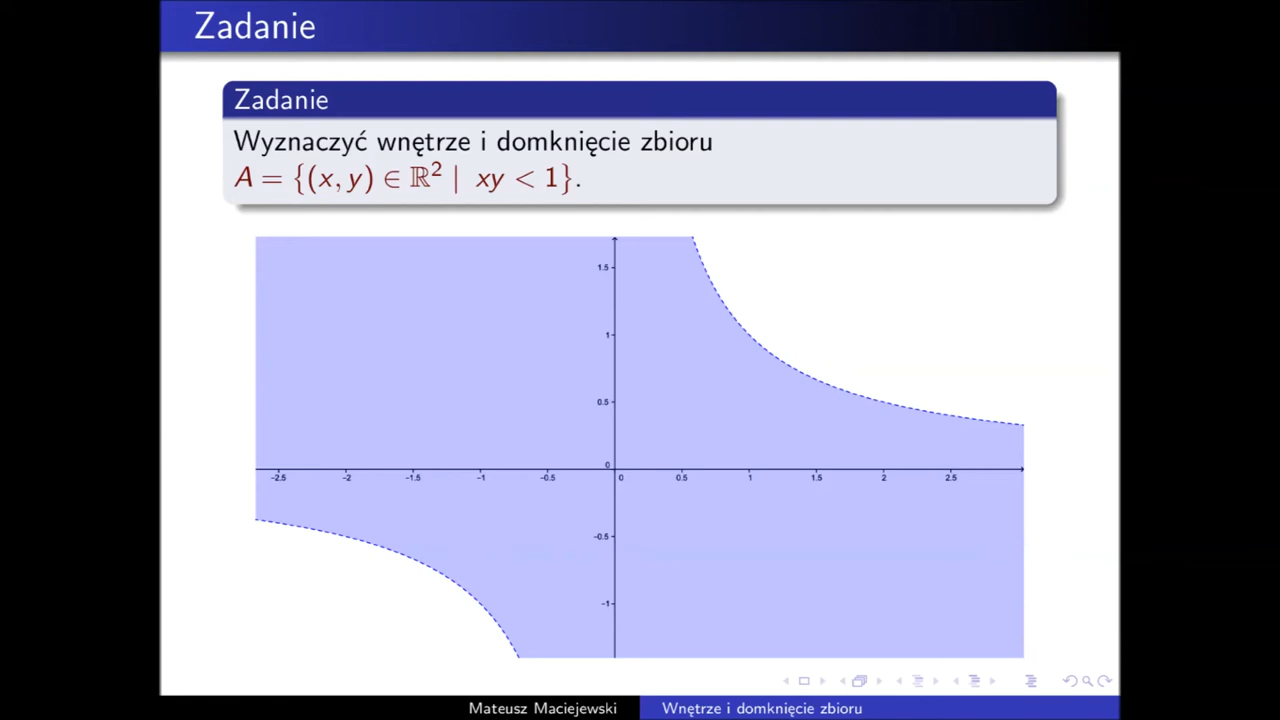 Zadanie
Zadanie
Wyznaczyć wnętrze i domknięcie zbioru
A = {(x, y) ∈ ℝ² | xy < 1}.
1.5
1
0.5
0
-2.5 -2 -1.5 -1 -0.5 0 0.5 1 1.5 2 2.5
-0.5
-1
Mateusz Maciejewski Wnętrze i domknięcie zbioru